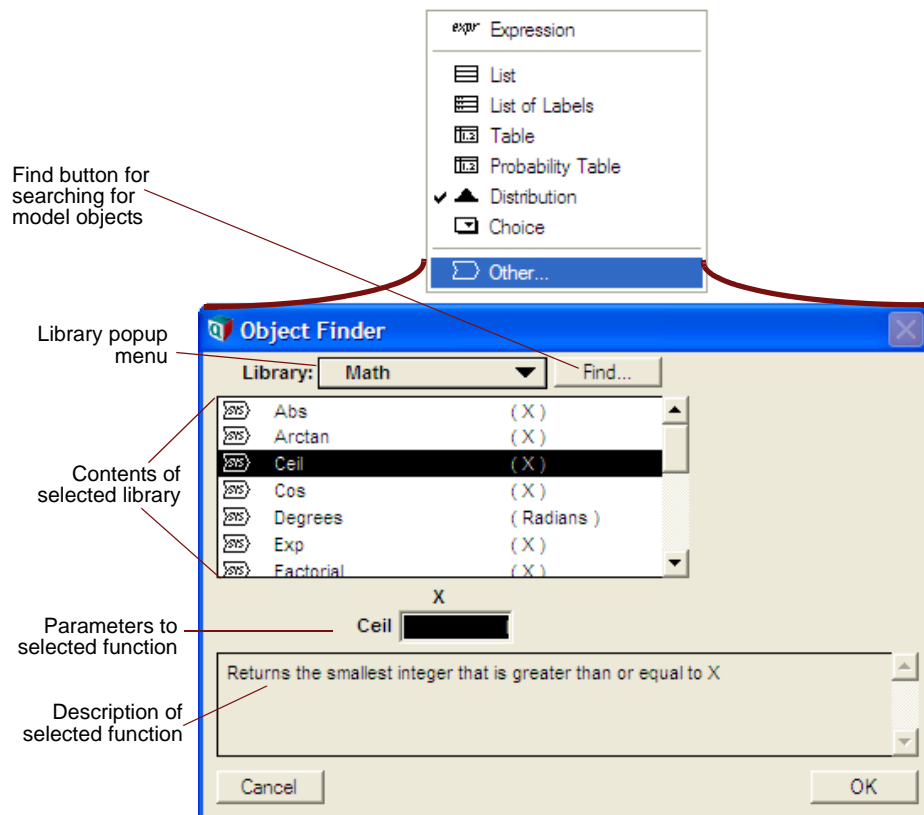 expr Expression
List
List of Labels
Table
Probability Table
Distribution
Choice
Other...
Find button for
searching for
model objects
Object Finder
Library popup
menu
Library: Math Find...
Abs ( X )
Arctan ( X )
Ceil ( X )
Cos ( X )
Degrees ( Radians )
Exp ( X )
Factorial ( X )
Contents of
selected library
X
Ceil
Parameters to
selected function
Returns the smallest integer that is greater than or equal to X
Description of
selected function
Cancel OK